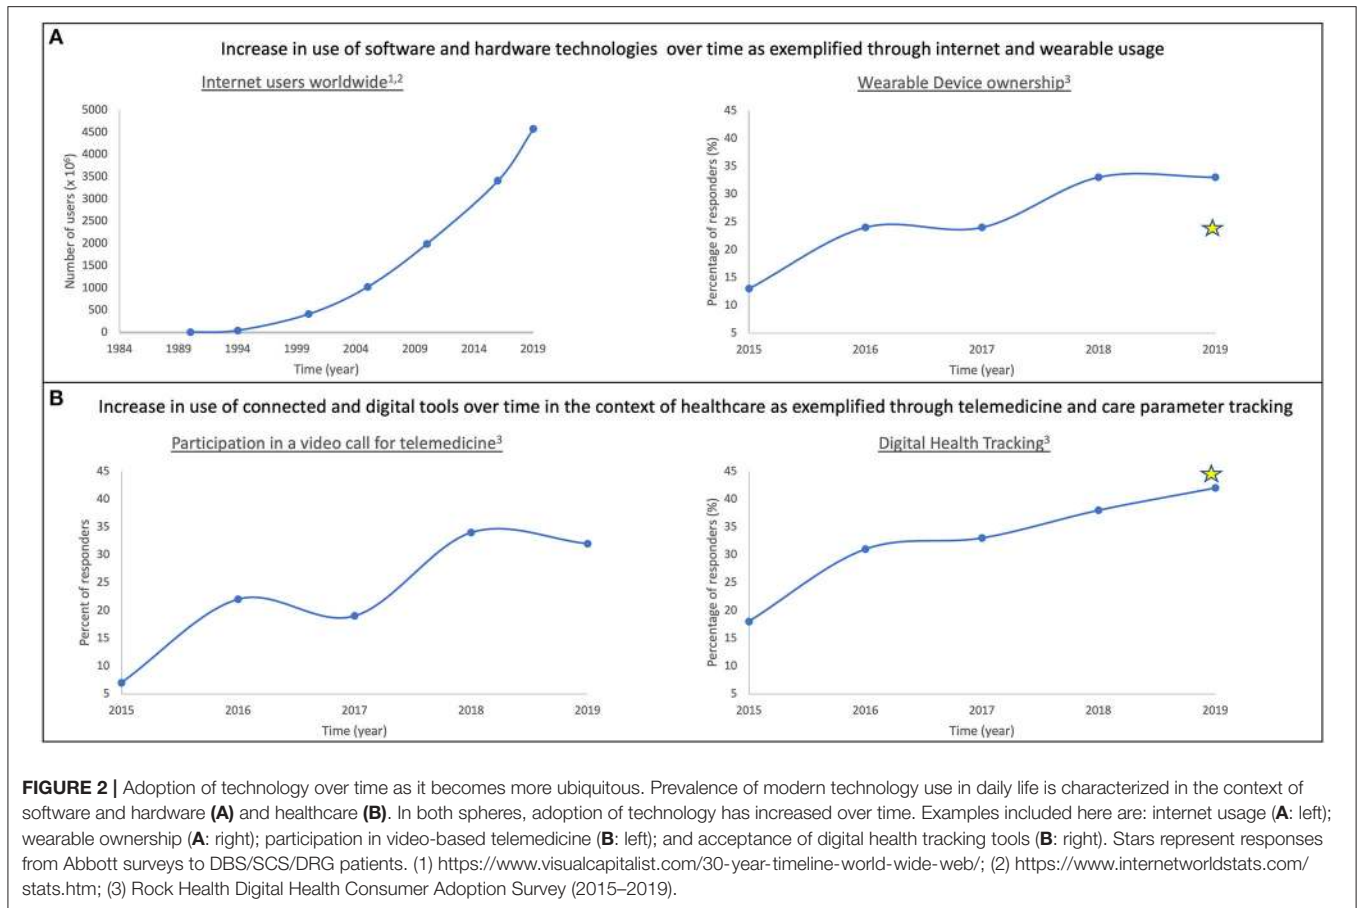 A
Increase in use of software and hardware technologies over time as exemplified through internet and wearable usage
Internet users worldwide1,2
Number of users (x 10⁶)
5000
4500
4000
3500
3000
2500
2000
1500
1000
500
0
1984 1989 1994 1999 2004 2009 2014 2019
Time (year)
Wearable Device ownership3
Percentage of responders (%)
45
40
35
30
25
20
15
10
5
2015 2016 2017 2018 2019
Time (year)
B
Increase in use of connected and digital tools over time in the context of healthcare as exemplified through telemedicine and care parameter tracking
Participation in a video call for telemedicine3
Percent of responders
45
40
35
30
25
20
15
10
5
2015 2016 2017 2018 2019
Time (year)
Digital Health Tracking3
Percentage of responders (%)
45
40
35
30
25
20
15
10
5
2015 2016 2017 2018 2019
Time (year)
FIGURE 2 | Adoption of technology over time as it becomes more ubiquitous. Prevalence of modern technology use in daily life is characterized in the context of
software and hardware (A) and healthcare (B). In both spheres, adoption of technology has increased over time. Examples included here are: internet usage (A: left);
wearable ownership (A: right); participation in video-based telemedicine (B: left); and acceptance of digital health tracking tools (B: right). Stars represent responses
from Abbott surveys to DBS/SCS/DRG patients. (1) https://www.visualcapitalist.com/30-year-timeline-world-wide-web/; (2) https://www.internetworldstats.com/
stats.htm; (3) Rock Health Digital Health Consumer Adoption Survey (2015–2019).